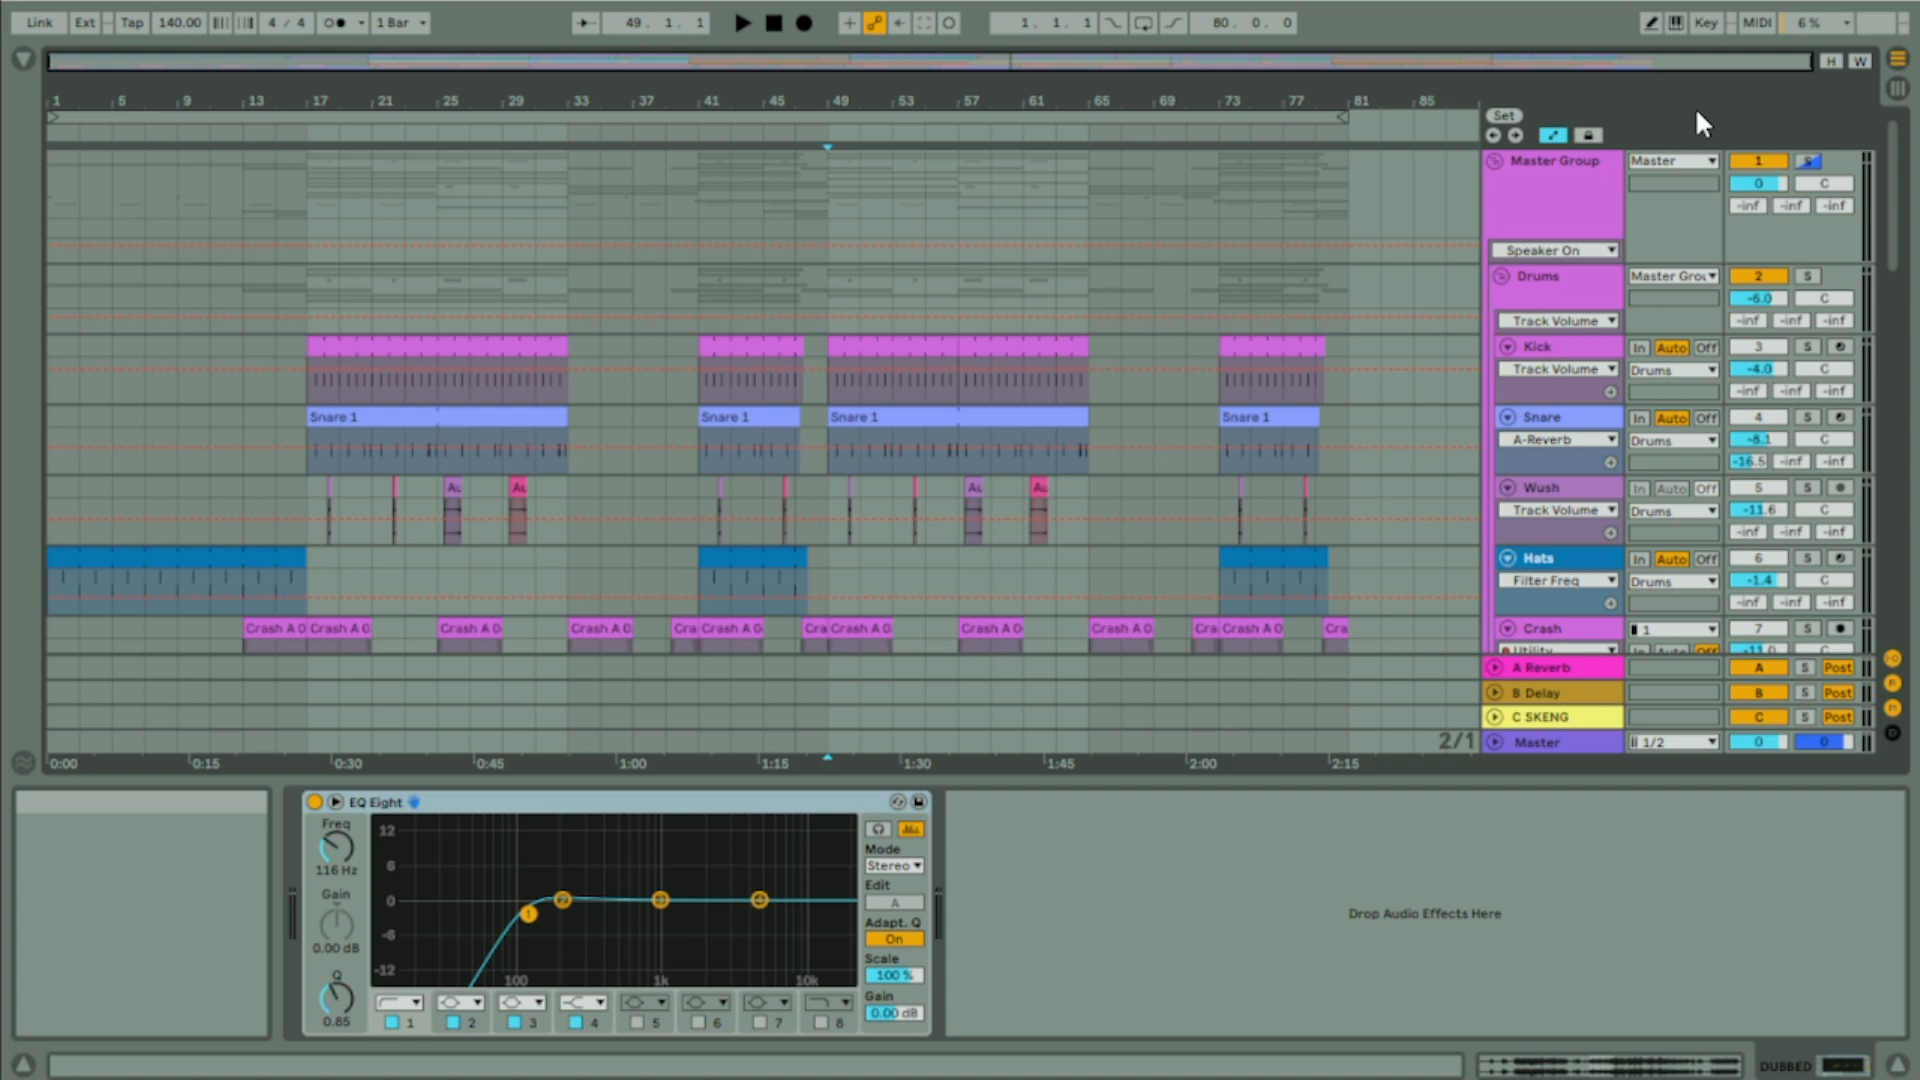 Link Ext Tap 140.00 4 / 4 1 Bar 49. 1. 1 1. 1. 1 80. 0. 0 Key MIDI 6 %
H W
1 5 9 13 17 21 25 29 33 37 41 45 49 53 57 61 65 69 73 77 81 85
Set
Master Group Master 1 S
0 C
-inf -inf -inf
Speaker On
Drums 2 S
-6.0 C
Track Volume -inf -inf -inf
Kick In Auto Off 3 S
Track Volume Drums -4.0 C
-inf -inf -inf
Snare 1 Snare 1 Snare 1 Snare 1 Snare In Auto Off 4 S
A-Reverb Drums -8.1 C
-16.5 -inf -inf
Au Au Au Au Wush In Auto Off 5 S
Track Volume Drums -11.6 C
-inf -inf -inf
Hats In Auto Off 6 S
Filter Freq Drums -1.4 C
-inf -inf -inf
Crash A 0 Crash A 0 Crash A 0 Crash A 0 Cra Crash A 0 Cra Crash A 0 Crash A 0 Crash A 0 Cra Crash A 0 Cra Crash 1 7 S
A Reverb A S Post
B Delay B S Post
C SKENG C S Post
2/1 Master 1/2 0 0
0:00 0:15 0:30 0:45 1:00 1:15 1:30 1:45 2:00 2:15
EQ Eight
Freq
116 Hz
Gain
0.00 dB
Q
0.85
12
6
0
-6
-12
100 1k 10k
1 2 3 4 5 6 7 8
Mode
Stereo
Edit
A
Adapt. Q
On
Scale
100 %
Gain
0.00 dB
Drop Audio Effects Here
DUBBED